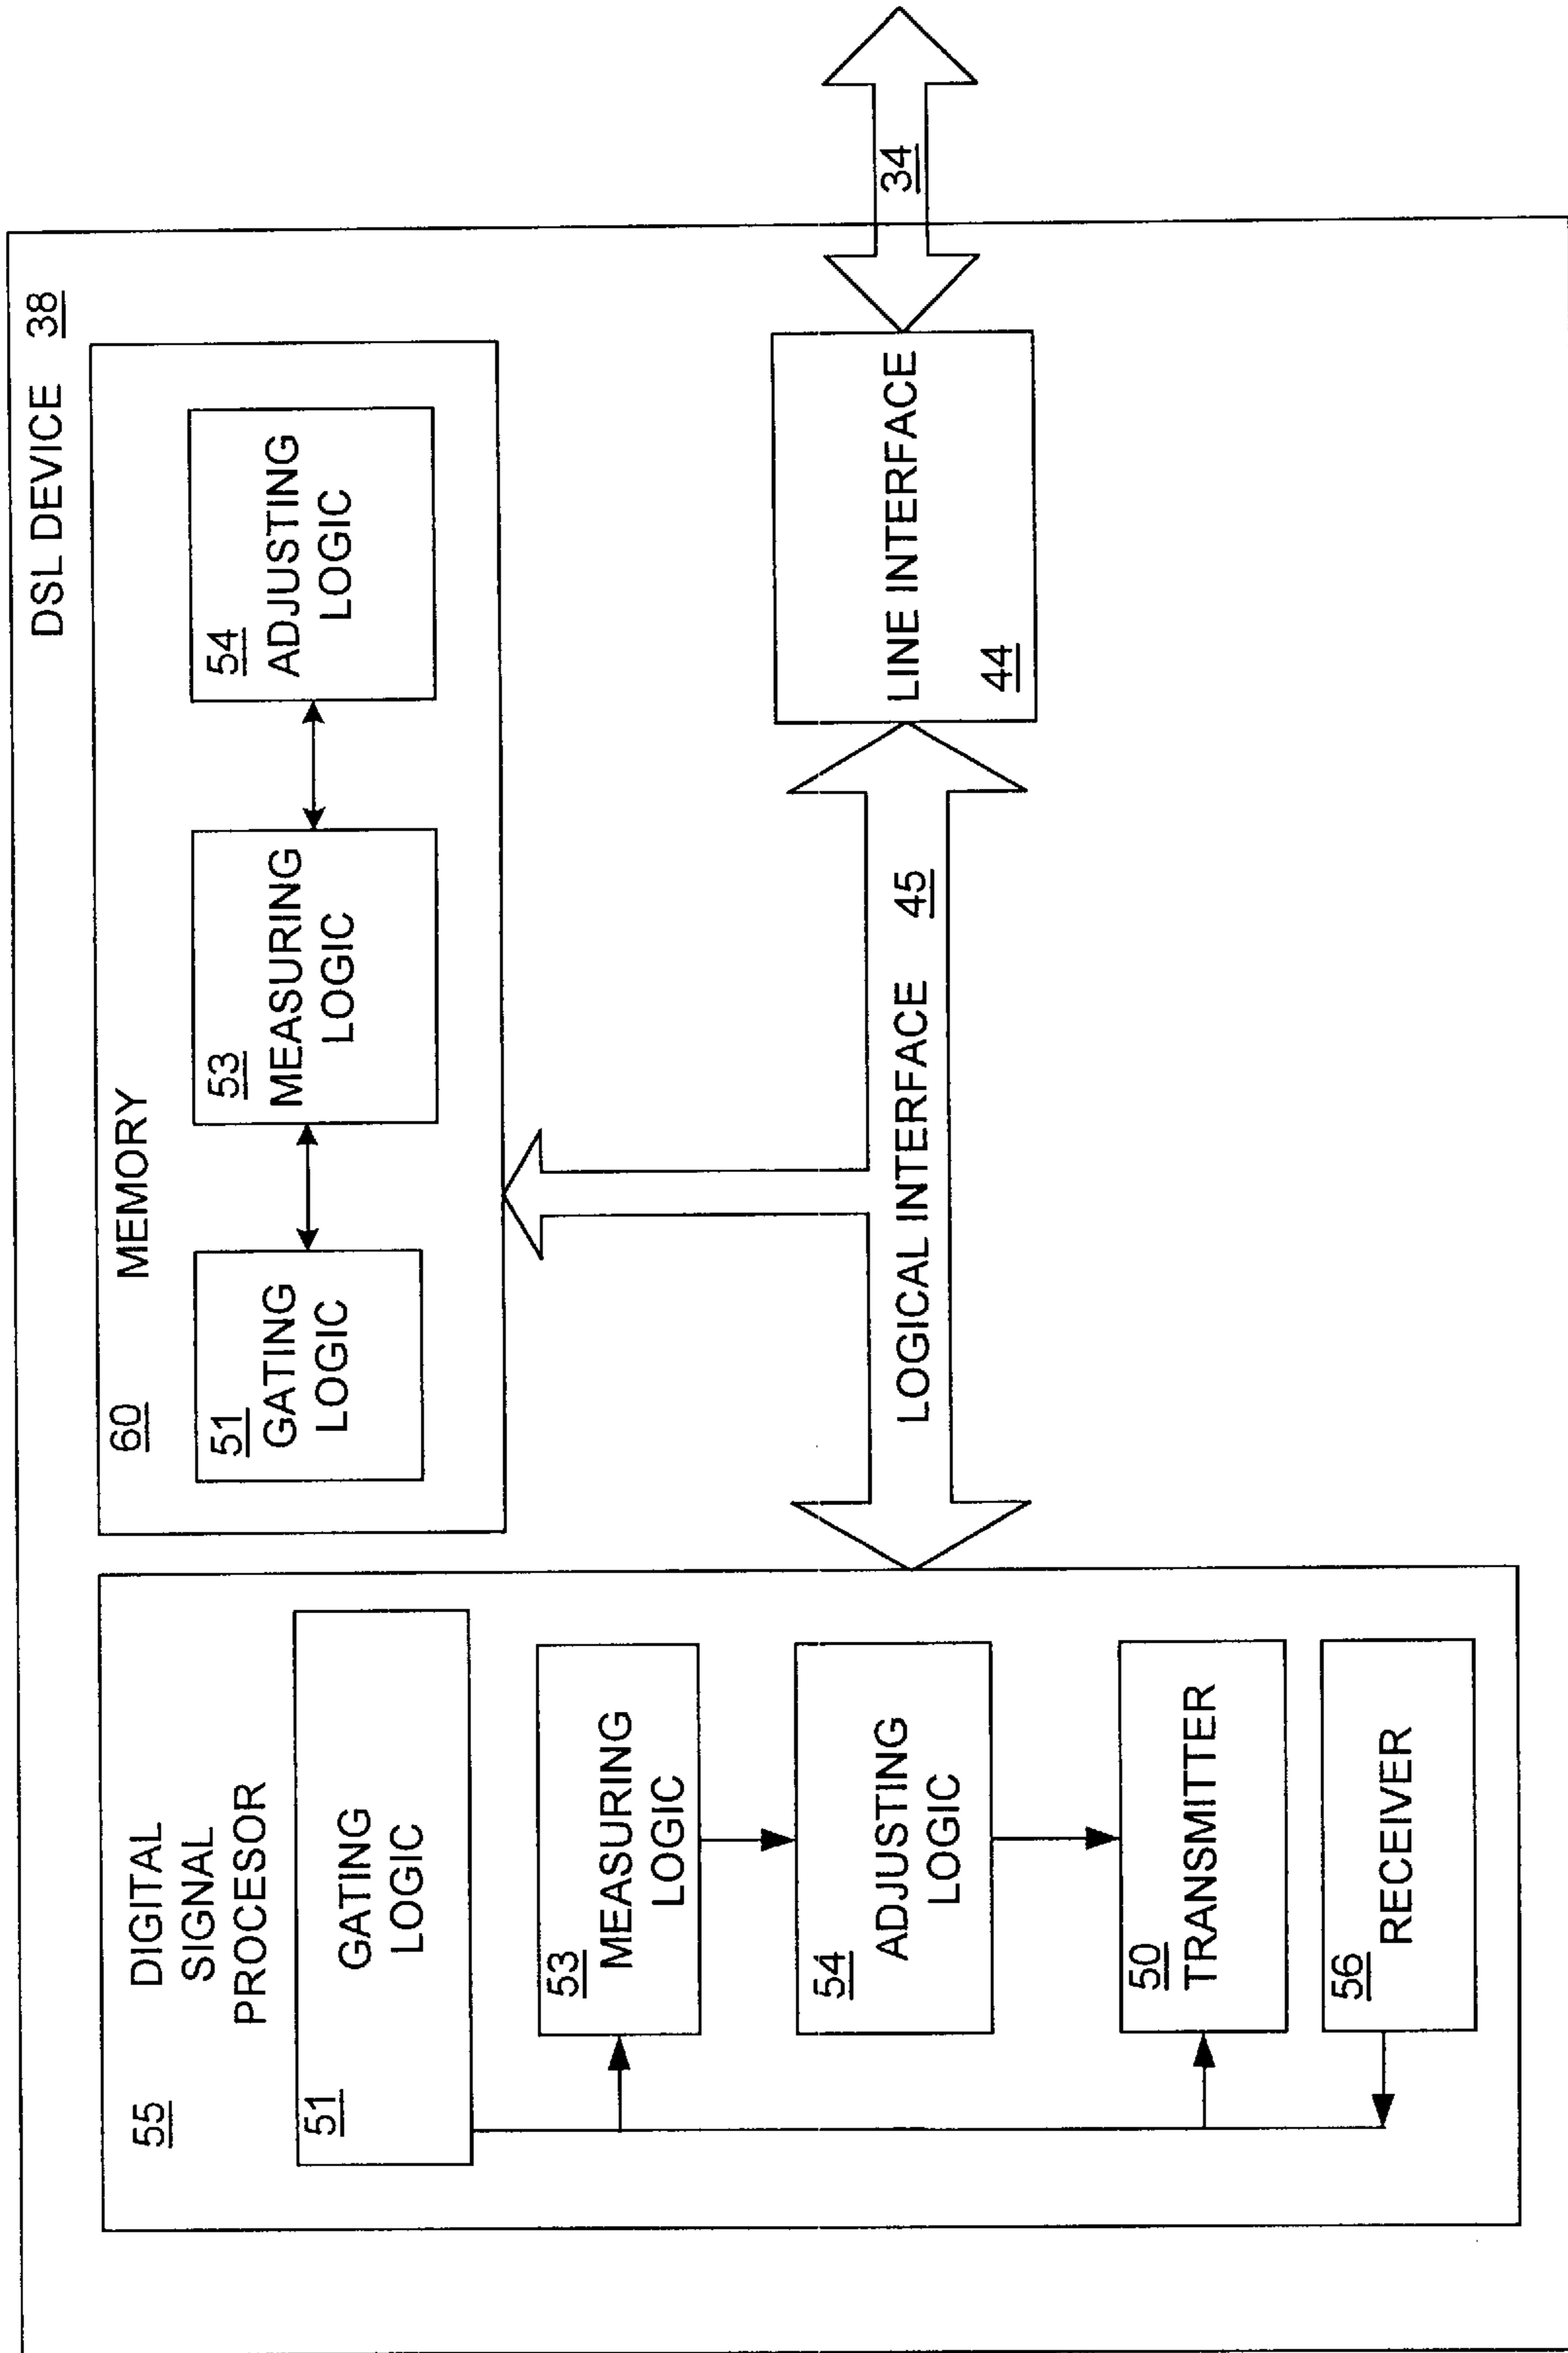 DSL DEVICE 38
MEMORY
60
51
GATING
LOGIC
53
MEASURING
LOGIC
54
ADJUSTING
LOGIC
DIGITAL
SIGNAL
PROCESSOR
55
51
GATING
LOGIC
53
MEASURING
LOGIC
54
ADJUSTING
LOGIC
50
TRANSMITTER
56
RECEIVER
LOGICAL INTERFACE 45
LINE INTERFACE
44
34